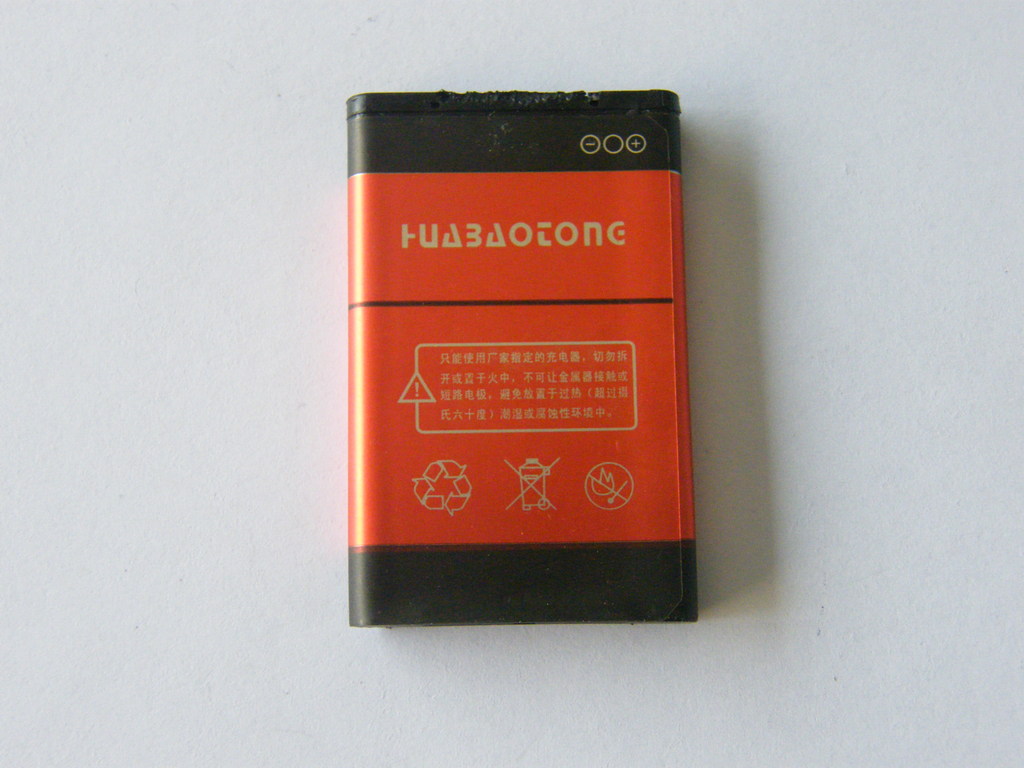 HUABAOTONG
只能使用厂家指定的充电器，切勿拆
开或置于火中，不可让金属器接触或
短路电极，避免放置于过热（超过摄
氏六十度）潮湿或腐蚀性环境中。